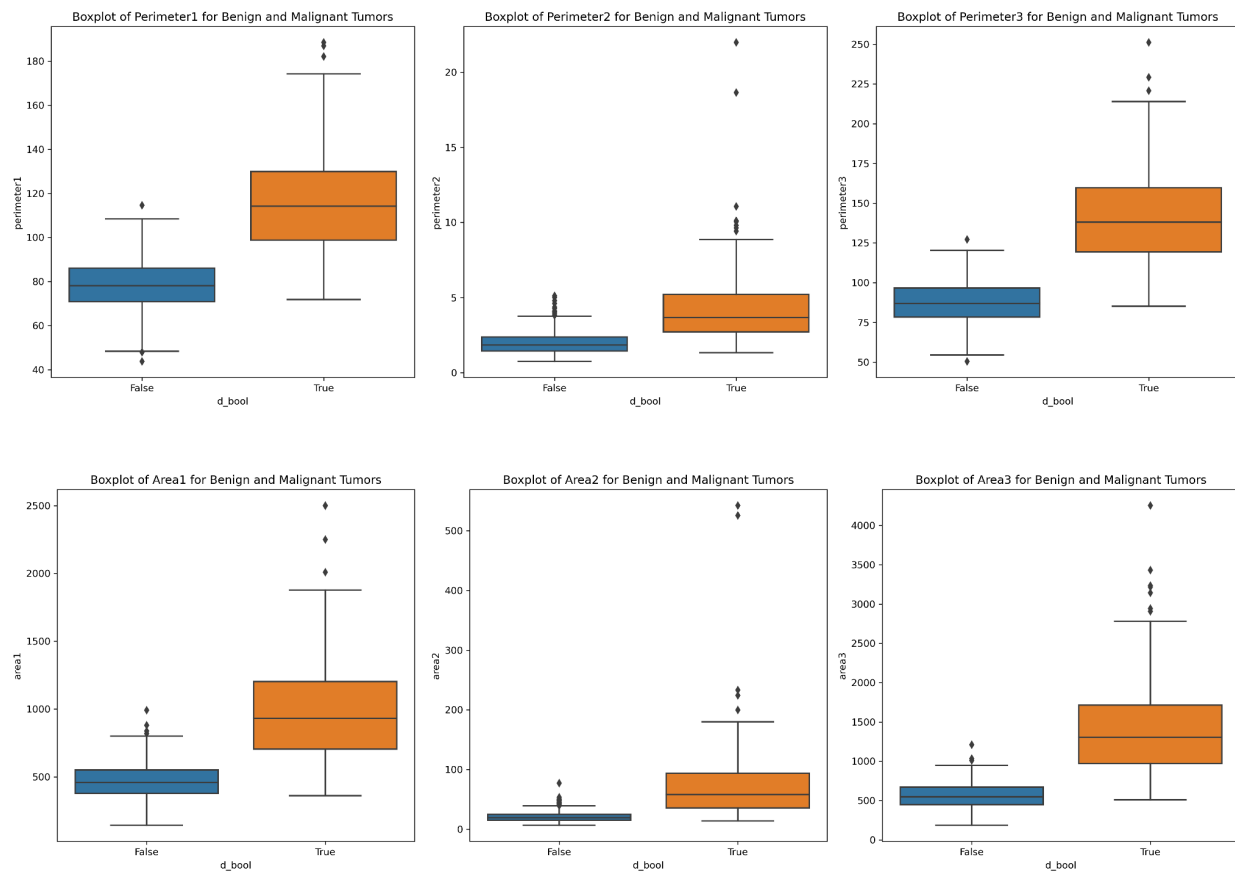 Boxplot of Perimeter1 for Benign and Malignant Tumors
perimeter1
180
160
140
120
100
80
60
40
False
True
d_bool
Boxplot of Perimeter2 for Benign and Malignant Tumors
perimeter2
20
15
10
5
0
False
True
d_bool
Boxplot of Perimeter3 for Benign and Malignant Tumors
perimeter3
250
225
200
175
150
125
100
75
50
False
True
d_bool
Boxplot of Area1 for Benign and Malignant Tumors
area1
2500
2000
1500
1000
500
False
True
d_bool
Boxplot of Area2 for Benign and Malignant Tumors
area2
500
400
300
200
100
0
False
True
d_bool
Boxplot of Area3 for Benign and Malignant Tumors
area3
4000
3500
3000
2500
2000
1500
1000
500
0
False
True
d_bool